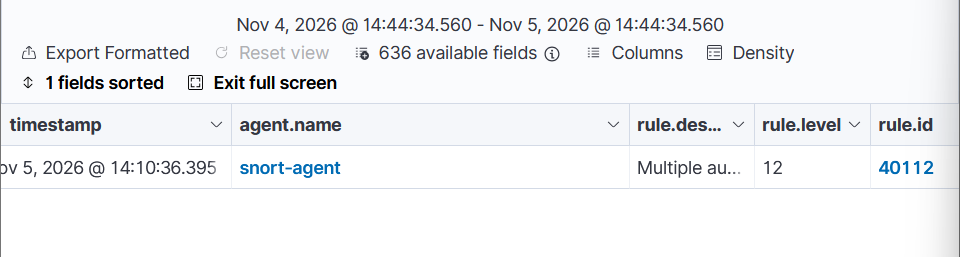 Nov 4, 2026 @ 14:44:34.560 - Nov 5, 2026 @ 14:44:34.560
Export Formatted Reset view 636 available fields Columns Density
1 fields sorted Exit full screen
timestamp agent.name rule.des... rule.level rule.id
ov 5, 2026 @ 14:10:36.395 snort-agent Multiple au... 12 40112